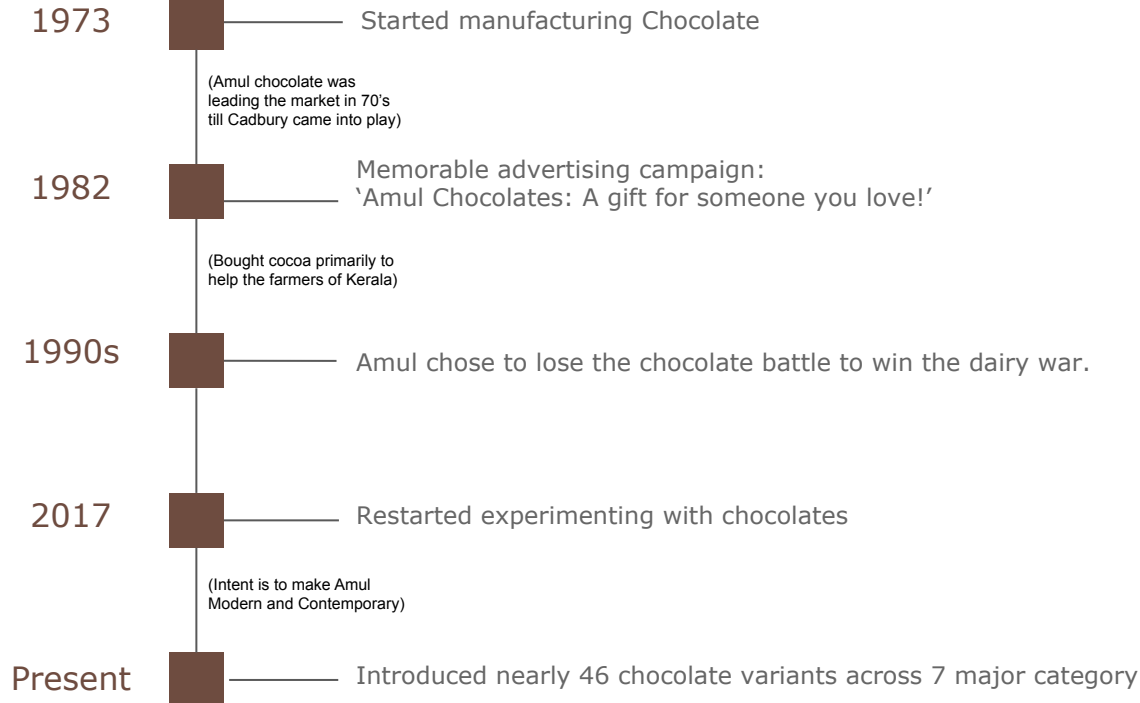 1973
Started manufacturing Chocolate
(Amul chocolate was
leading the market in 70's
till Cadbury came into play)
1982
Memorable advertising campaign:
‘Amul Chocolates: A gift for someone you love!’
(Bought cocoa primarily to
help the farmers of Kerala)
1990s
Amul chose to lose the chocolate battle to win the dairy war.
2017
Restarted experimenting with chocolates
(Intent is to make Amul
Modern and Contemporary)
Present
Introduced nearly 46 chocolate variants across 7 major category